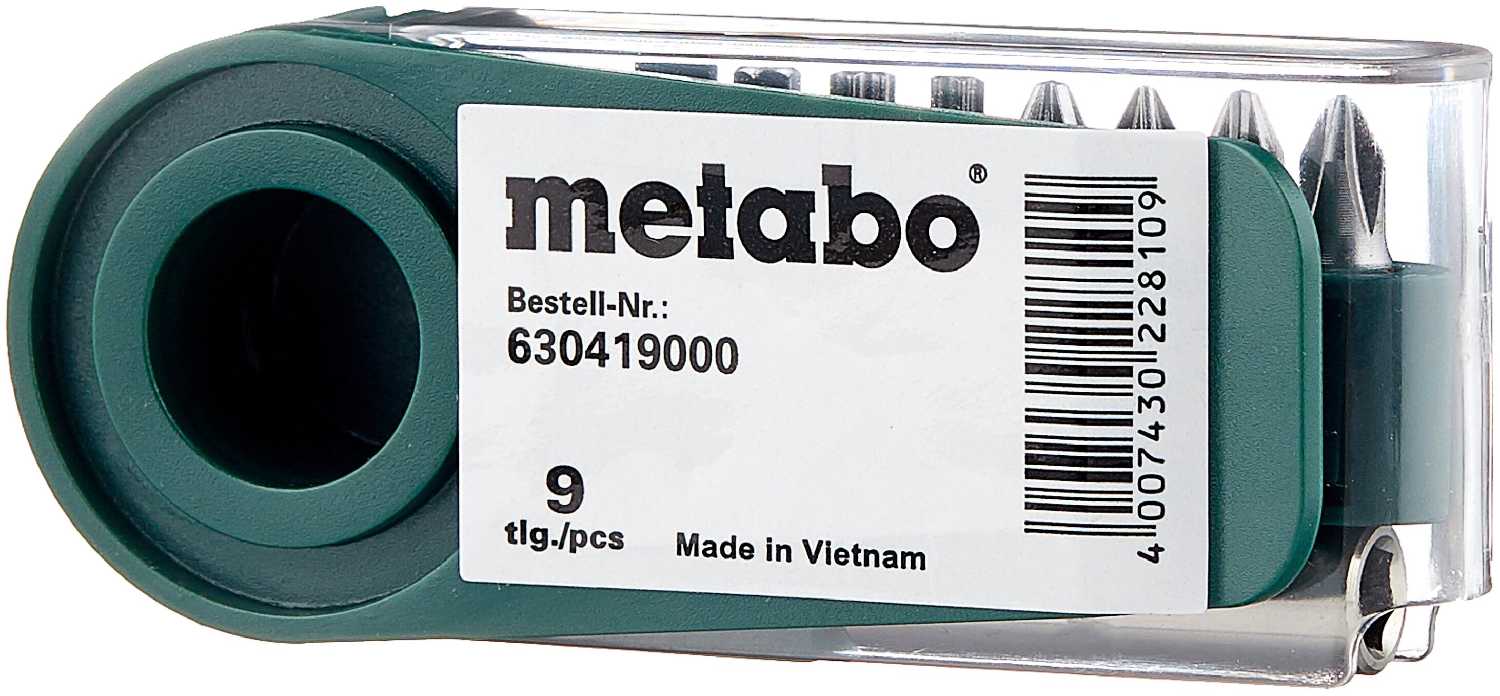 metabo®
Bestell-Nr.:
630419000
9
tlg./pcs
Made in Vietnam
4 007430 228109